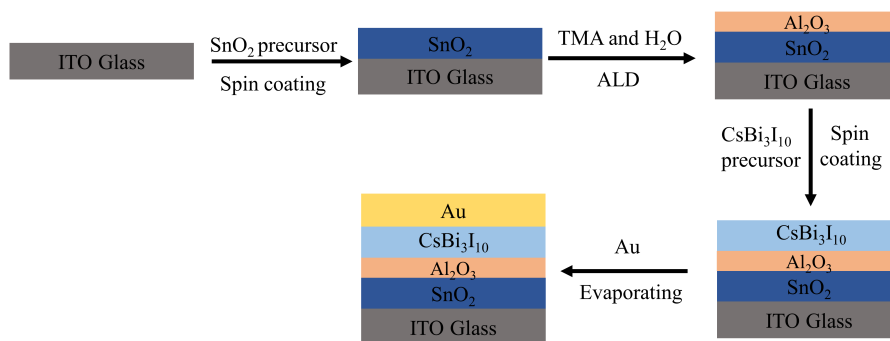 ITO Glass
SnO₂ precursor
Spin coating
SnO₂
ITO Glass
TMA and H₂O
ALD
Al₂O₃
SnO₂
ITO Glass
CsBi₃I₁₀
precursor
Spin
coating
CsBi₃I₁₀
Al₂O₃
SnO₂
ITO Glass
Au
Evaporating
Au
CsBi₃I₁₀
Al₂O₃
SnO₂
ITO Glass